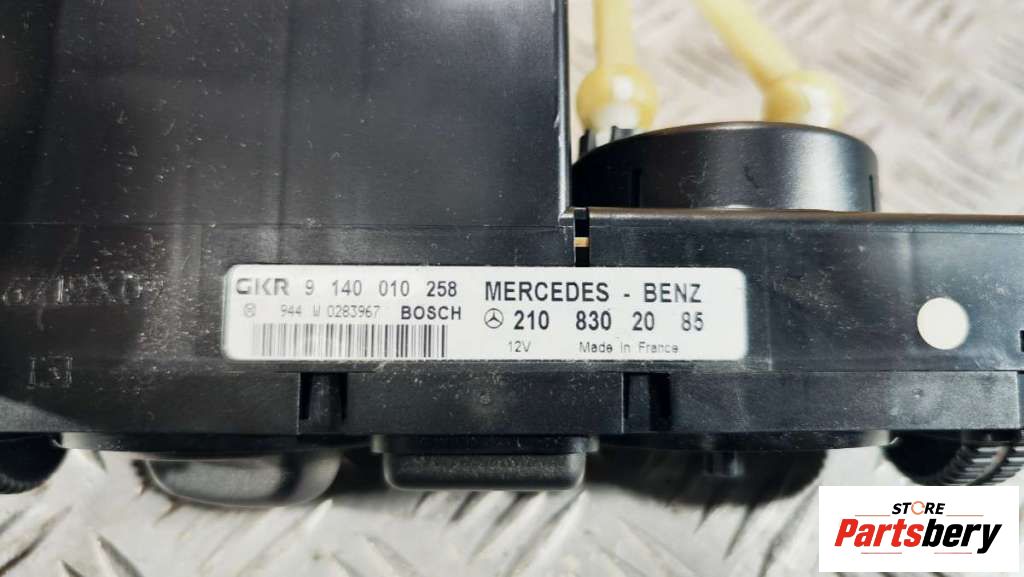 GKR 9 140 010 258 MERCEDES - BENZ
944 W 0283967 BOSCH 210 830 20 85
12V Made in France
STORE
Partsbery